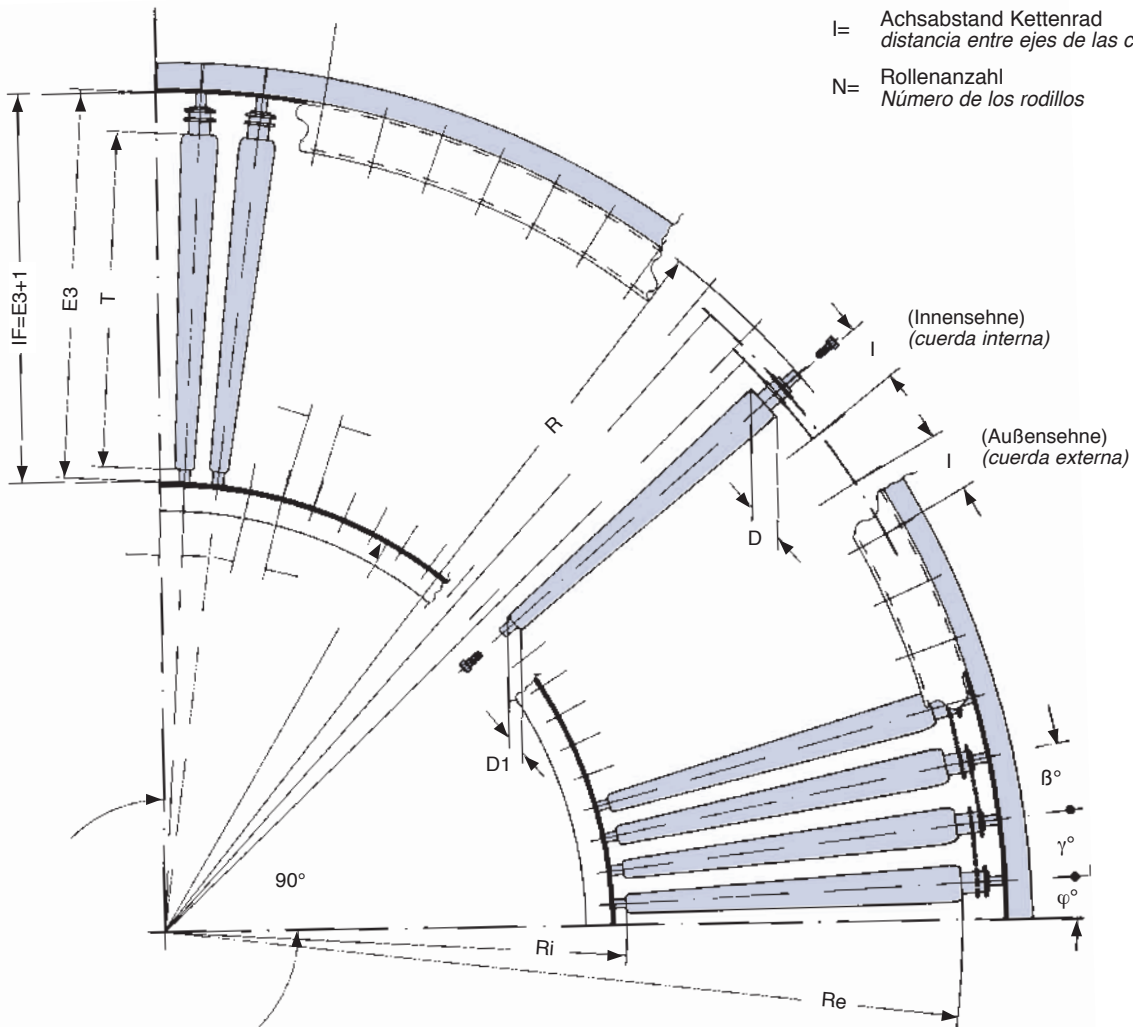 I= Achsabstand Kettenrad
distancia entre ejes de las
N= Rollenanzahl
Número de los rodillos
IF=E3+1
E3
T
R
(Innensehne)
I
(cuerda interna)
(Außensehne)
I
(cuerda externa)
D
D1
ß°
γ°
φ°
90°
Ri
Re